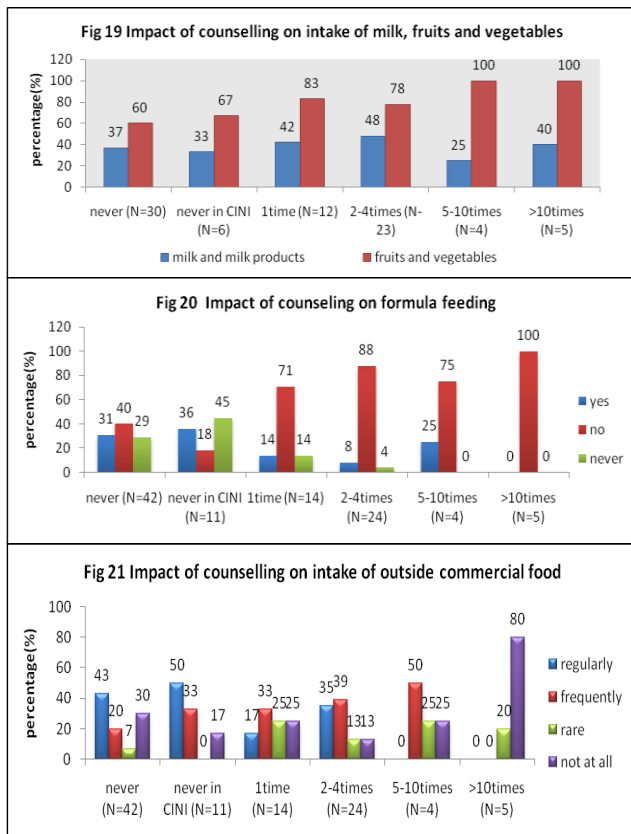 Fig 19 Impact of counselling on intake of milk, fruits and vegetables
percentage(%)
120
100
80
60
40
20
0
37 60 33 67 42 83 48 78 25 100 40 100
never (N=30) never in CINI (N=6) 1time (N=12) 2-4times (N-23) 5-10times (N=4) >10times (N=5)
milk and milk products fruits and vegetables
Fig 20 Impact of counseling on formula feeding
percentage(%)
120
100
80
60
40
20
0
31 40 29 36 18 45 14 71 14 8 88 4 25 75 0 0 100 0
never (N=42) never in CINI (N=11) 1time (N=14) 2-4times (N=24) 5-10times (N=4) >10times (N=5)
yes
no
never
Fig 21 Impact of counselling on intake of outside commercial food
percentage(%)
100
80
60
40
20
0
43 20 7 30 50 33 0 17 17 33 25 25 35 39 13 13 0 50 25 25 0 0 20 80
never (N=42) never in CINI (N=11) 1time (N=14) 2-4times (N=24) 5-10times (N=4) >10times (N=5)
regularly
frequently
rare
not at all